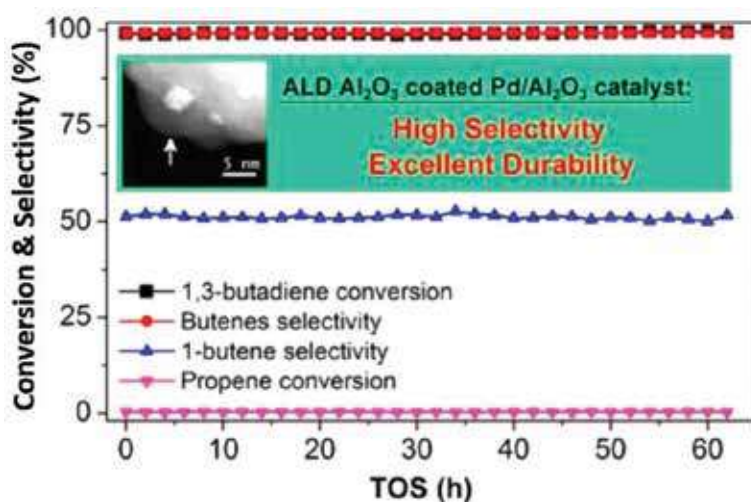 Conversion & Selectivity (%)
100
75
50
25
0
ALD Al₂O₃ coated Pd/Al₂O₃ catalyst:
High Selectivity
Excellent Durability
5 nm
1,3-butadiene conversion
Butenes selectivity
1-butene selectivity
Propene conversion
0 10 20 30 40 50 60
TOS (h)